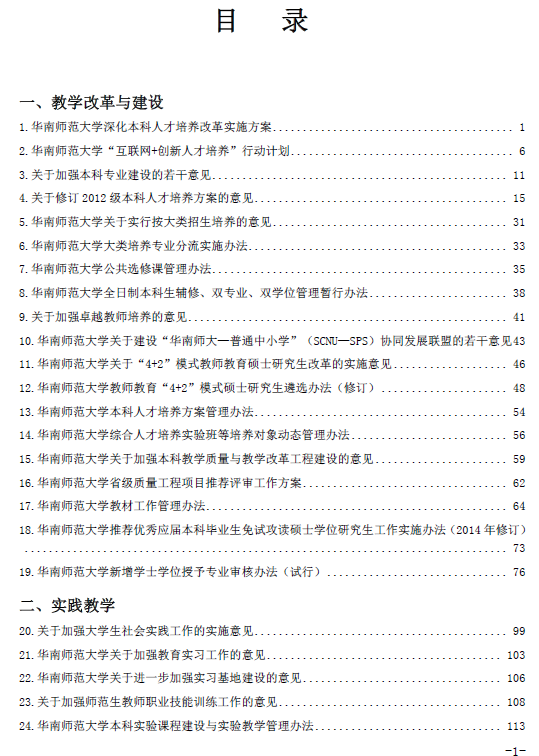 目 录
一、教学改革与建设
1.华南师范大学深化本科人才培养改革实施方案........................................ 1
2.华南师范大学“互联网+创新人才培养”行动计划..................................... 6
3.关于加强本科专业建设的若干意见.................................................. 11
4.关于修订2012级本科人才培养方案的意见............................................ 15
5.华南师范大学关于实行按大类招生培养的意见........................................ 31
6.华南师范大学大类培养专业分流实施办法............................................ 33
7.华南师范大学公共选修课管理办法.................................................. 35
8.华南师范大学全日制本科生辅修、双专业、双学位管理暂行办法........................ 38
9.关于加强卓越教师培养的意见...................................................... 41
10.华南师范大学关于建设“华南师大—普通中小学”（SCNU—SPS）协同发展联盟的若干意见43
11.华南师范大学关于“4+2”模式教师教育硕士研究生改革的实施意见................... 46
12.华南师范大学教师教育“4+2”模式硕士研究生遴选办法（修订）..................... 48
13.华南师范大学本科人才培养方案管理办法.......................................... 54
14.华南师范大学综合人才培养实验班等培养对象动态管理办法.......................... 56
15.华南师范大学关于加强本科教学质量与教学改革工程建设的意见...................... 59
16.华南师范大学省级质量工程项目推荐评审工作方案.................................. 62
17.华南师范大学教材工作管理办法.................................................. 64
18.华南师范大学推荐优秀应届本科毕业生免试攻读硕士学位研究生工作实施办法（2014年修订）
................................................................................ 73
19.华南师范大学新增学士学位授予专业审核办法（试行）.............................. 76
二、实践教学
20.关于加强大学生社会实践工作的实施意见.......................................... 99
21.华南师范大学关于加强教育实习工作的意见....................................... 103
22.华南师范大学关于进一步加强实习基地建设的意见................................. 106
23.关于加强师范生教师职业技能训练工作的意见..................................... 108
24.华南师范大学本科实验课程建设与实验教学管理办法............................... 113
-1-